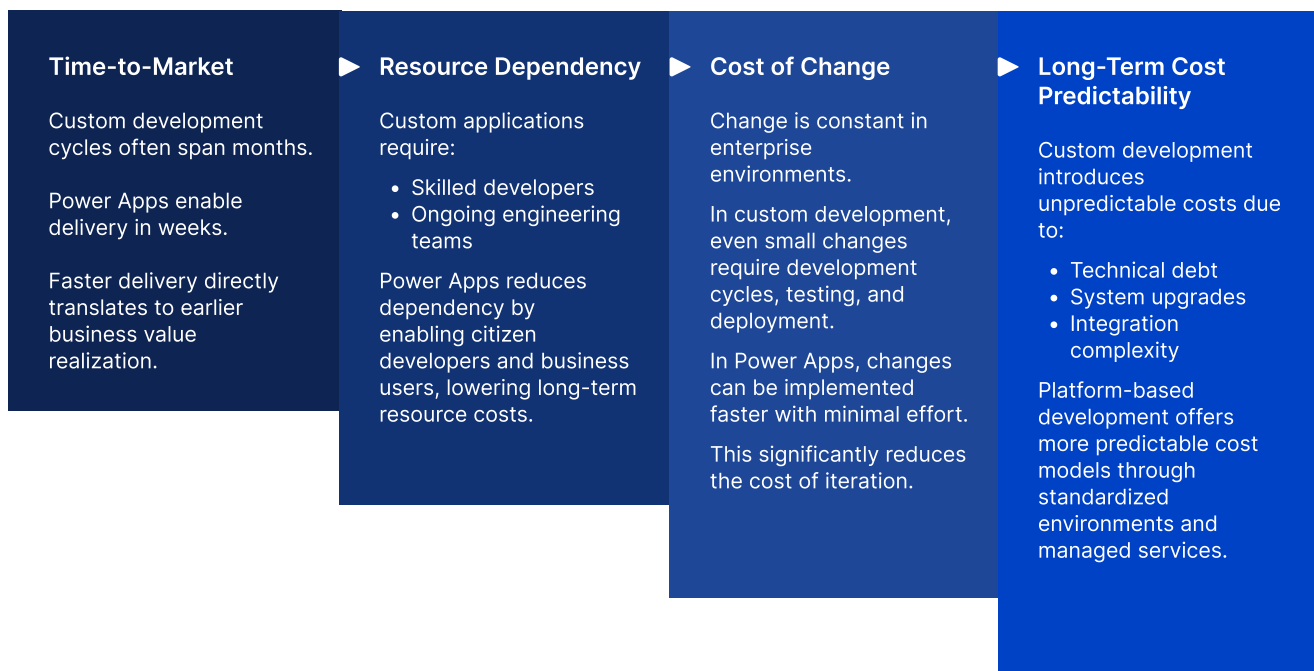 Time-to-Market
Custom development
cycles often span months.
Power Apps enable
delivery in weeks.
Faster delivery directly
translates to earlier
business value
realization.
Resource Dependency
Custom applications
require:
• Skilled developers
• Ongoing engineering
teams
Power Apps reduces
dependency by
enabling citizen
developers and business
users, lowering long-term
resource costs.
Cost of Change
Change is constant in
enterprise
environments.
In custom development,
even small changes
require development
cycles, testing, and
deployment.
In Power Apps, changes
can be implemented
faster with minimal effort.
This significantly reduces
the cost of iteration.
Long-Term Cost
Predictability
Custom development
introduces
unpredictable costs due
to:
• Technical debt
• System upgrades
• Integration
complexity
Platform-based
development offers
more predictable cost
models through
standardized
environments and
managed services.